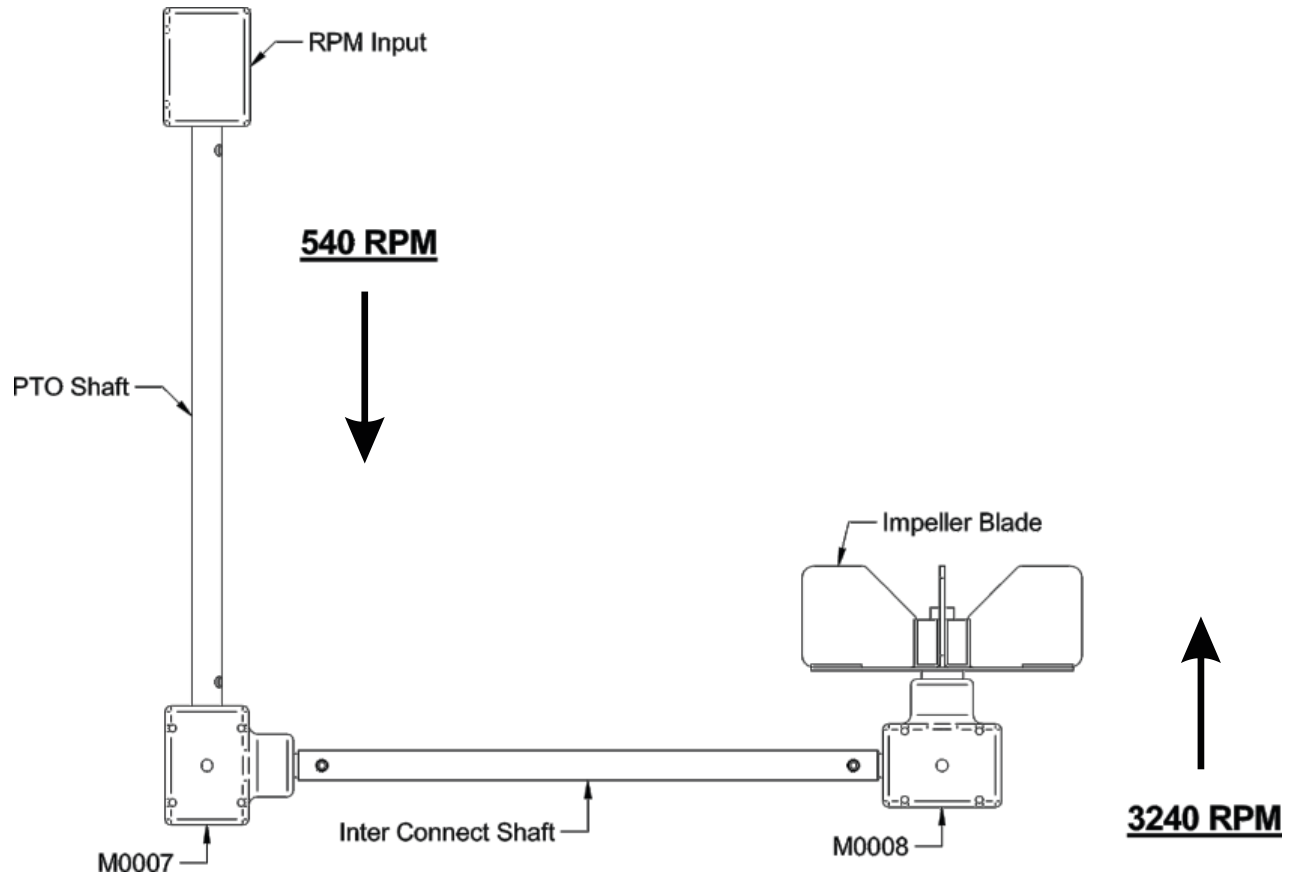 RPM Input
540 RPM
PTO Shaft
Impeller Blade
Inter Connect Shaft
M0007
M0008
3240 RPM